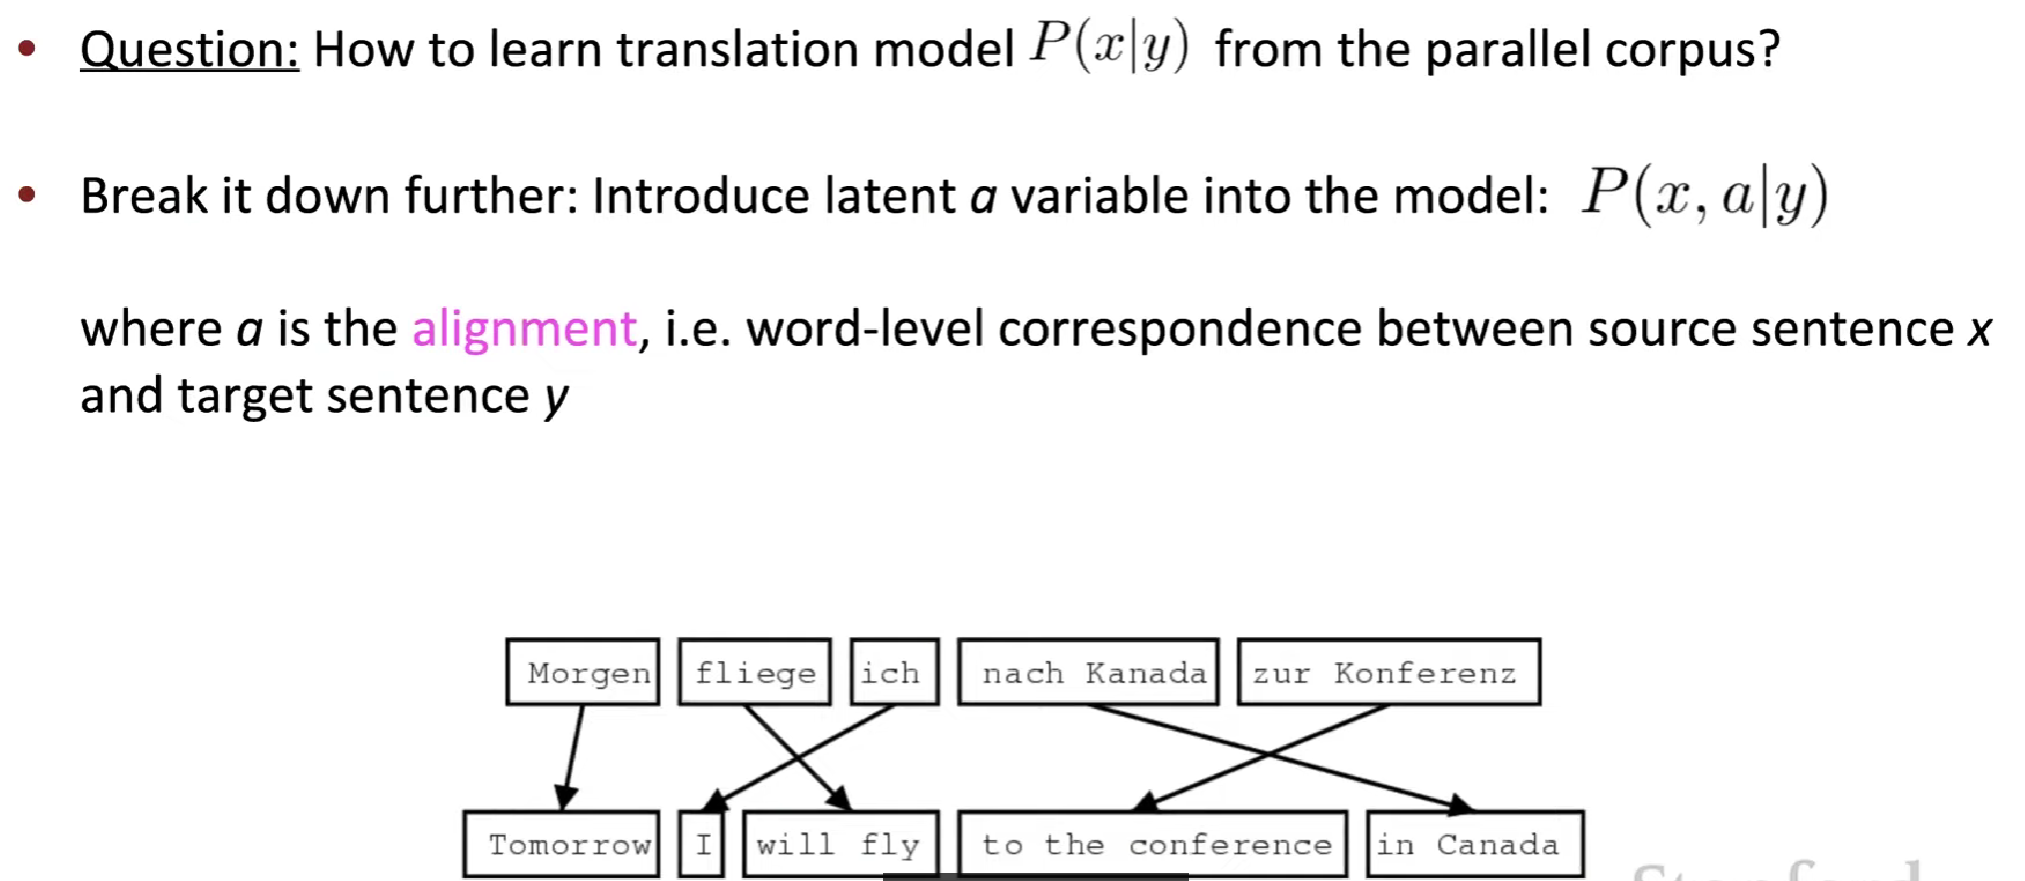 • Question: How to learn translation model P(x|y) from the parallel corpus?
• Break it down further: Introduce latent a variable into the model: P(x, a|y)
where a is the alignment, i.e. word-level correspondence between source sentence x
and target sentence y
Morgen fliege ich nach Kanada zur Konferenz
Tomorrow I will fly to the conference in Canada